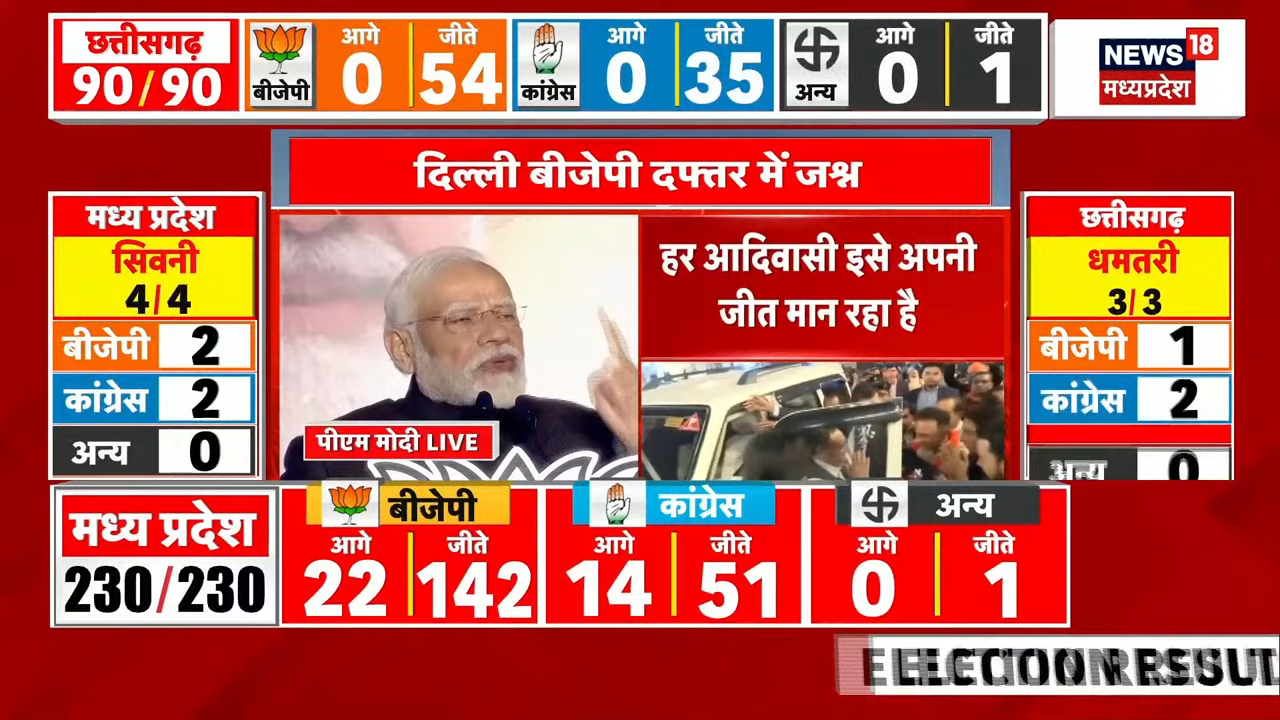 छत्तीसगढ़
90/90
बीजेपी
आगे
0
जीते
54
कांग्रेस
आगे
0
जीते
35
अन्य
आगे
0
जीते
1
NEWS 18
मध्यप्रदेश
दिल्ली बीजेपी दफ्तर में जश्न
मध्य प्रदेश
सिवनी
4/4
बीजेपी 2
कांग्रेस 2
अन्य 0
हर आदिवासी इसे अपनी
जीत मान रहा है
पीएम मोदी LIVE
छत्तीसगढ़
धमतरी
3/3
बीजेपी 1
कांग्रेस 2
अन्य 0
मध्य प्रदेश
230/230
बीजेपी
आगे
22
जीते
142
कांग्रेस
आगे
14
जीते
51
अन्य
आगे
0
जीते
1